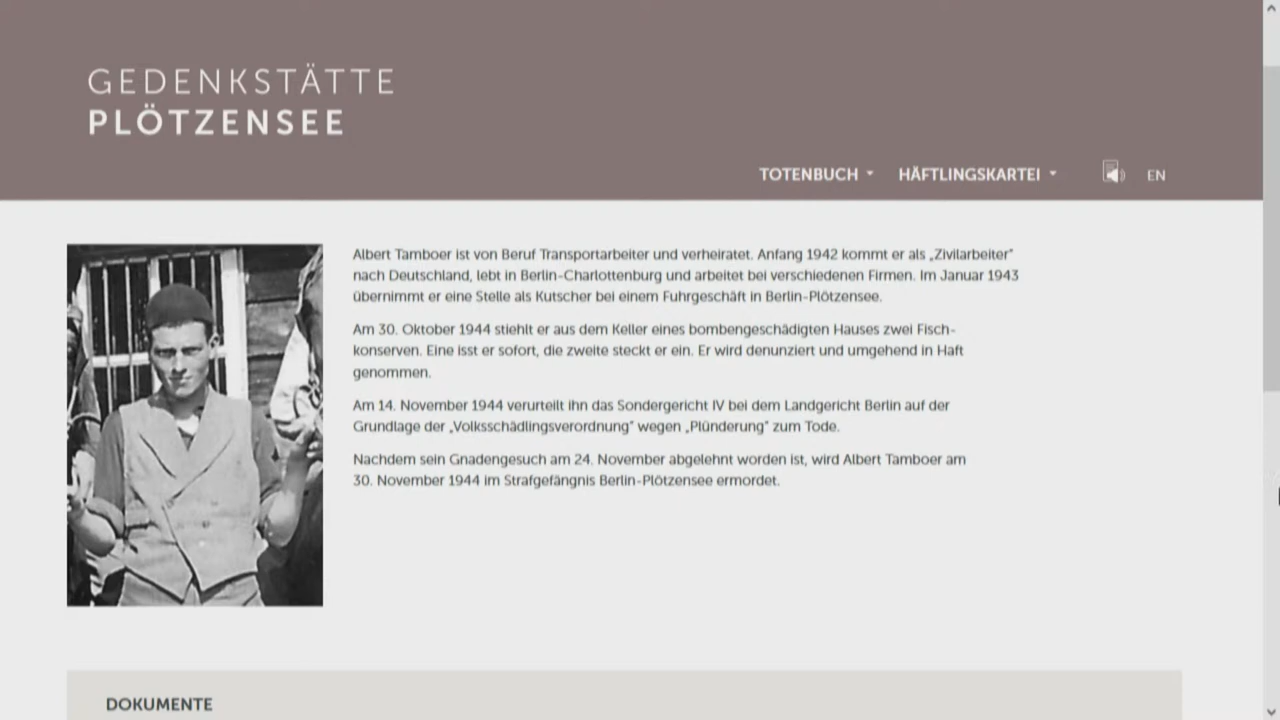 GEDENKSTÄTTE
PLÖTZENSEE
TOTENBUCH
HÄFTLINGSKARTEI
EN
Albert Tamboer ist von Beruf Transportarbeiter und verheiratet. Anfang 1942 kommt er als „Zivilarbeiter“
nach Deutschland, lebt in Berlin-Charlottenburg und arbeitet bei verschiedenen Firmen. Im Januar 1943
übernimmt er eine Stelle als Kutscher bei einem Fuhrgeschäft in Berlin-Plötzensee.
Am 30. Oktober 1944 stiehlt er aus dem Keller eines bombengeschädigten Hauses zwei Fisch-
konserven. Eine isst er sofort, die zweite steckt er ein. Er wird denunziert und umgehend in Haft
genommen.
Am 14. November 1944 verurteilt ihn das Sondergericht IV bei dem Landgericht Berlin auf der
Grundlage der „Volksschädlingsverordnung“ wegen „Plünderung“ zum Tode.
Nachdem sein Gnadengesuch am 24. November abgelehnt worden ist, wird Albert Tamboer am
30. November 1944 im Strafgefängnis Berlin-Plötzensee ermordet.
DOKUMENTE